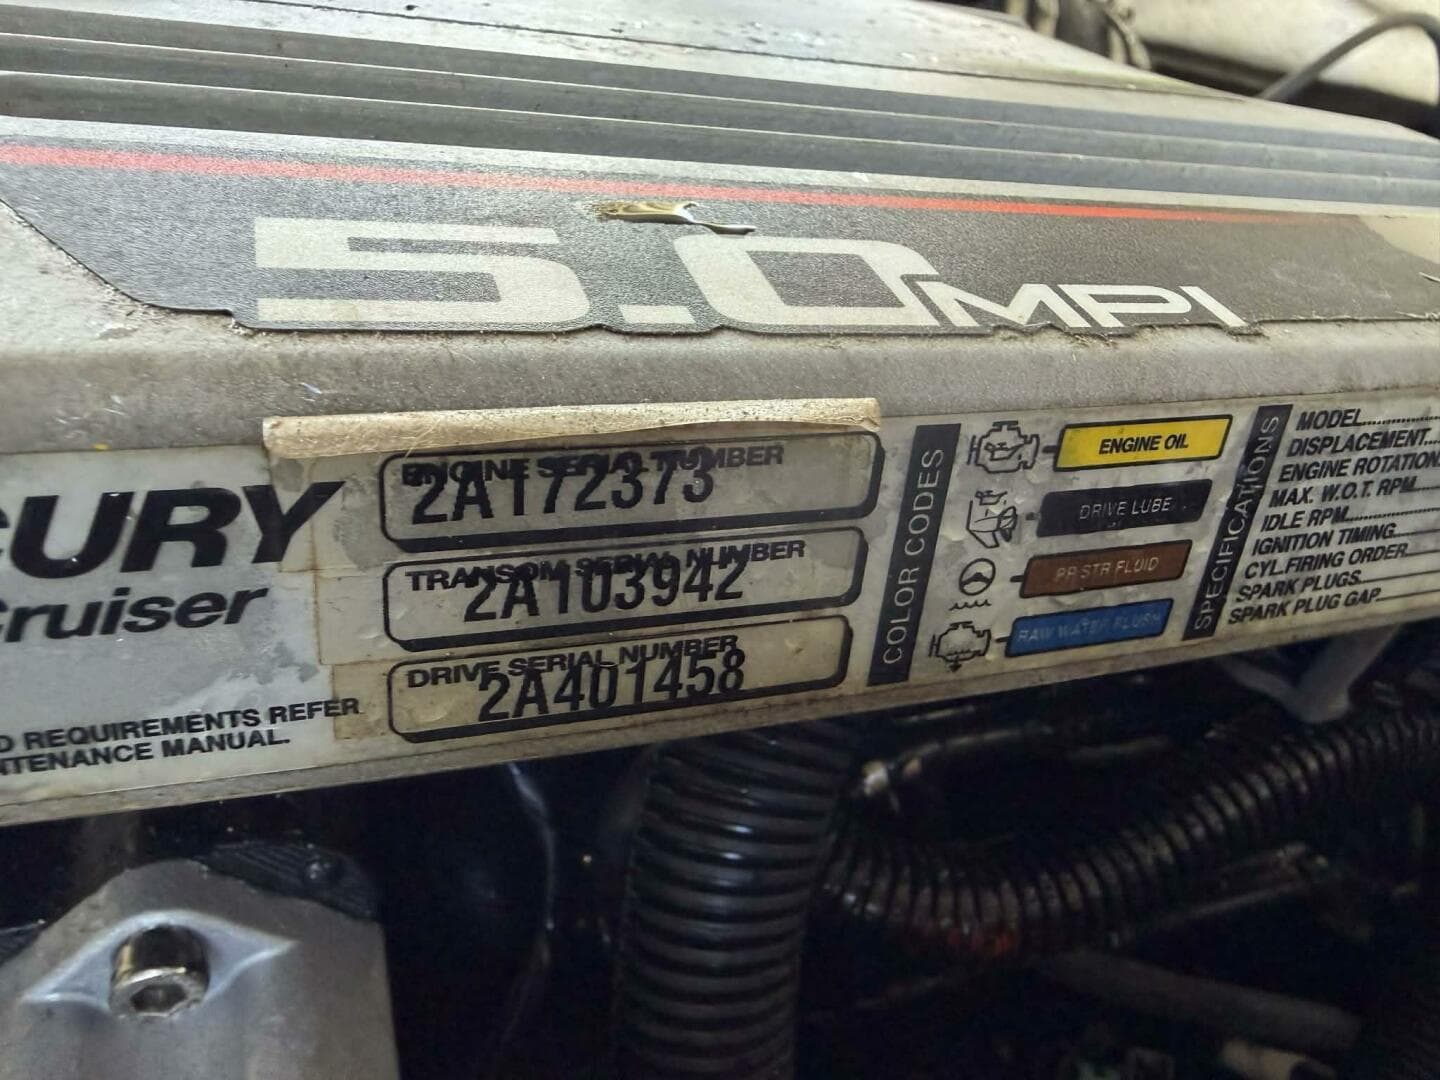 5.0 MPI
CURY
Cruiser
D REQUIREMENTS REFER
NTENANCE MANUAL.
ENGINE SERIAL NUMBER
2A172373
TRANSOM SERIAL NUMBER
2A103942
DRIVE SERIAL NUMBER
2A401458
COLOR CODES
ENGINE OIL
DRIVE LUBE
PR STR FLUID
RAW WATER FLUSH
SPECIFICATIONS
MODEL
DISPLACEMENT
ENGINE ROTATION
MAX. W.O.T. RPM
IDLE RPM
IGNITION TIMING
CYL.FIRING ORDER
SPARK PLUGS
SPARK PLUG GAP